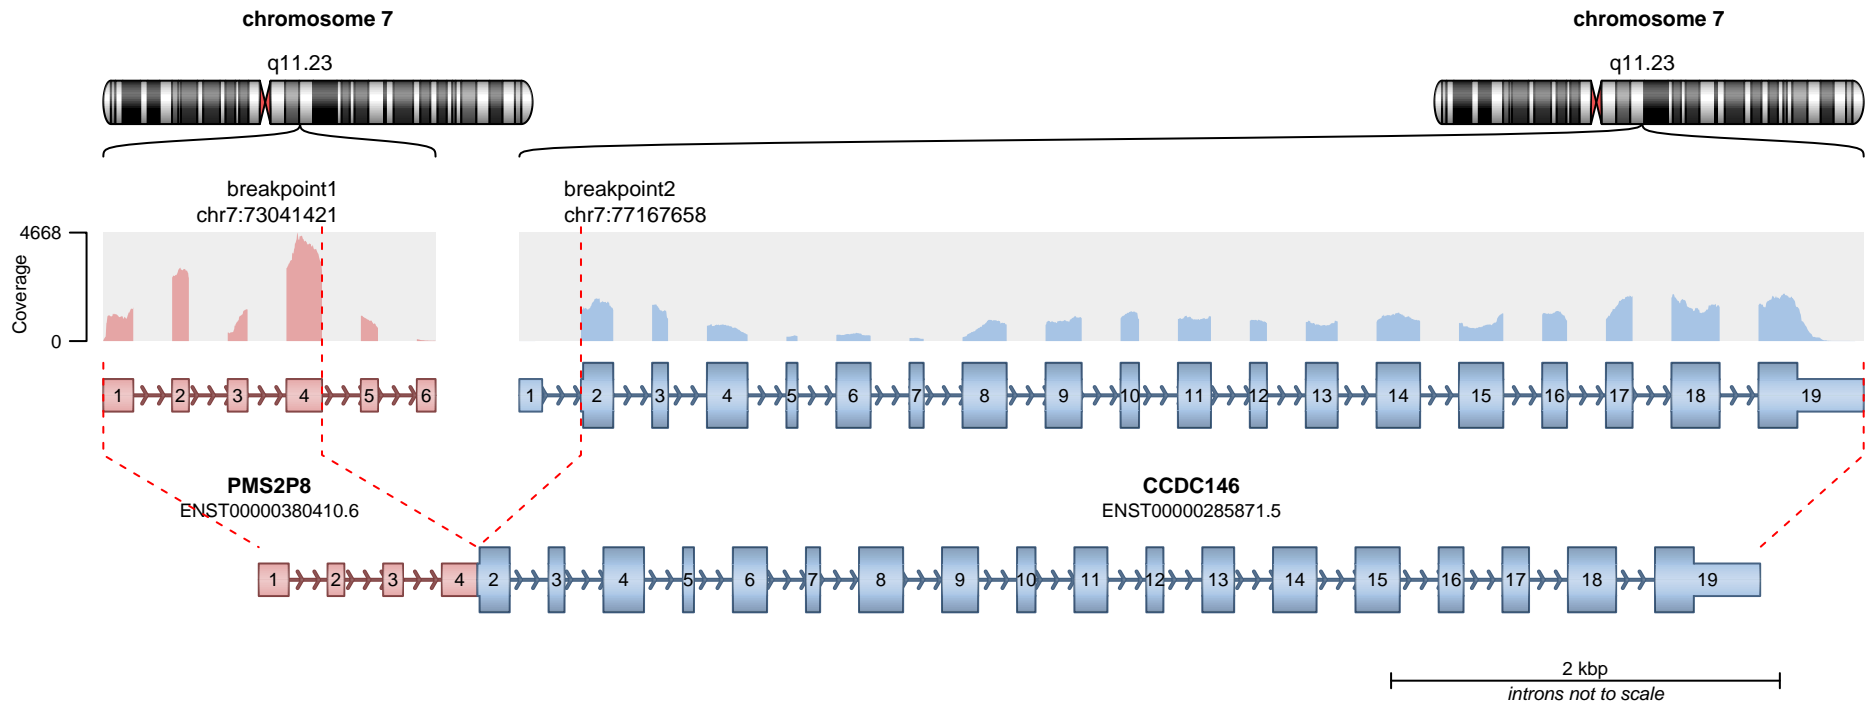 chromosome 7
chromosome 7
q11.23
q11.23
breakpoint1
chr7:73041421
breakpoint2
chr7:77167658
4668
Coverage
0
1 2 3 4 5 6
1 2 3 4 5 6 7 8 9 10 11 12 13 14 15 16 17 18 19
PMS2P8
ENST00000380410.6
CCDC146
ENST00000285871.5
1 2 3 4 2 3 4 5 6 7 8 9 10 11 12 13 14 15 16 17 18 19
2 kbp
introns not to scale